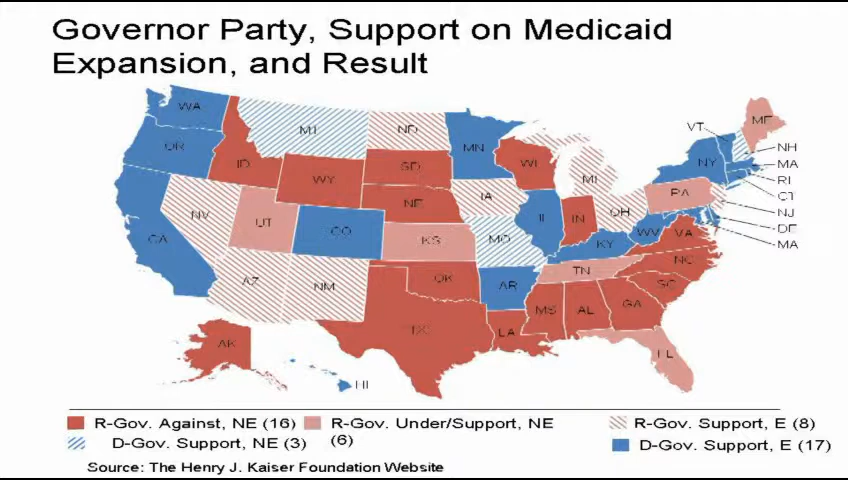 Governor Party, Support on Medicaid
Expansion, and Result
WA
MT
ND
MN
VT
ME
OR
ID
SD
WI
NH
NY
MA
WY
MI
RI
NE
IA
PA
CT
NV
OH
NJ
UT
CO
IL
IN
DE
CA
KS
MO
KY
WV
VA
MA
AZ
NM
OK
AR
TN
NC
SC
TX
LA
MS
AL
GA
AK
FL
HI
R-Gov. Against, NE (16)
R-Gov. Under/Support, NE
(6)
R-Gov. Support, E (8)
D-Gov. Support, NE (3)
D-Gov. Support, E (17)
Source: The Henry J. Kaiser Foundation Website